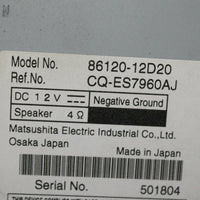 Model No. 86120-12D20
Ref.No. CQ-ES7960AJ
DC 12V Negative Ground
Speaker 4Ω
Matsushita Electric Industrial Co., Ltd.
Osaka Japan Made in Japan
Serial No. 501804